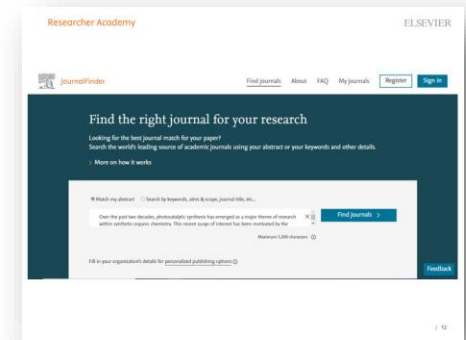 Researcher Academy
ELSEVIER
JournalFinder
Find journals About FAQ My journals Register Sign in
Find the right journal for your research
Looking for the best journal match for your paper?
Search the world's leading source of academic journals using your abstract or your keywords and other details.
> More on how it works
Match my abstract Search by keywords, aims & scope, journal title, etc...
Over the past two decades, photocatalytic synthesis has emerged as a major theme of research
within synthetic organic chemistry. This recent surge of interest has been motivated by the
Find journals >
Maximum 5,000 characters
Fill in your organization's details for personalized publishing options
Feedback
| 12